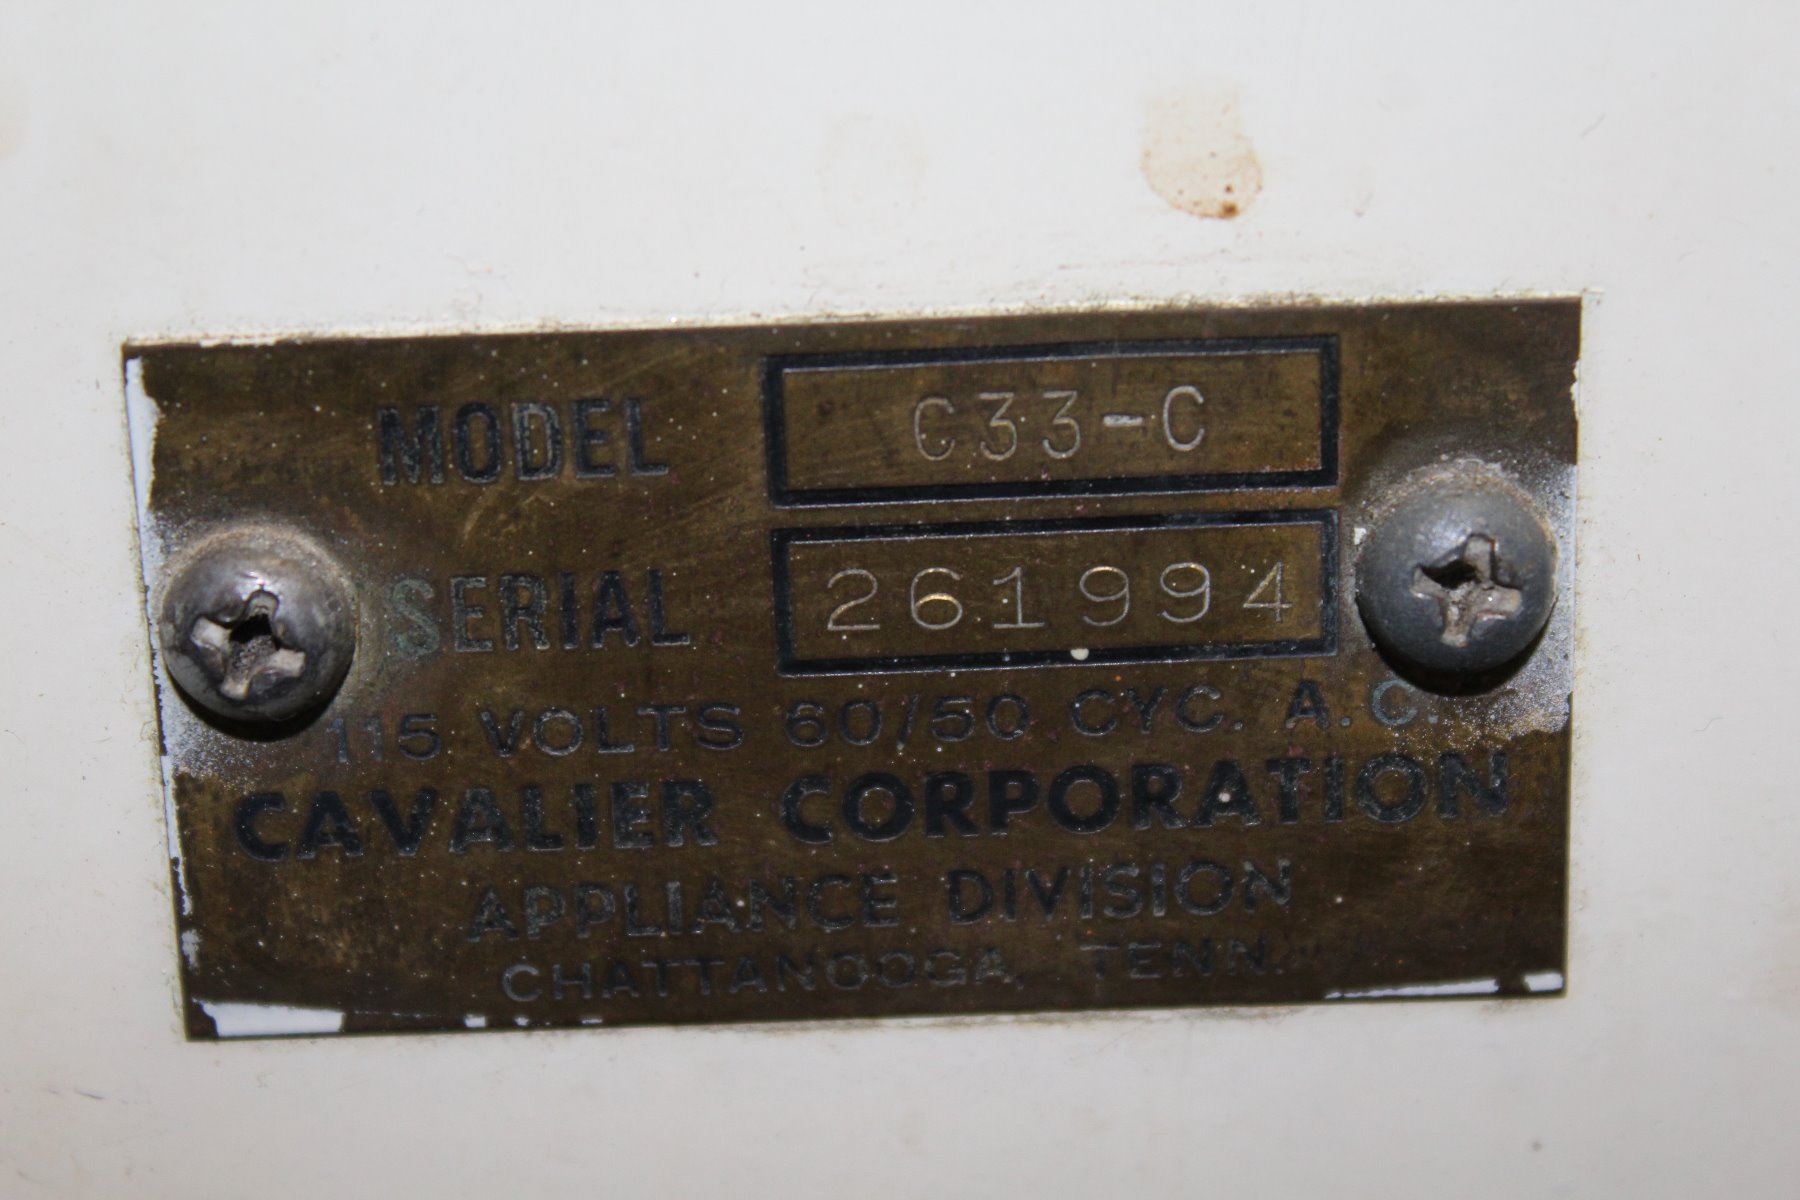 MODEL C33-C
SERIAL 261994
115 VOLTS 60/50 CYC. A.C.
CAVALIER CORPORATION
APPLIANCE DIVISION
CHATTANOOGA, TENN.